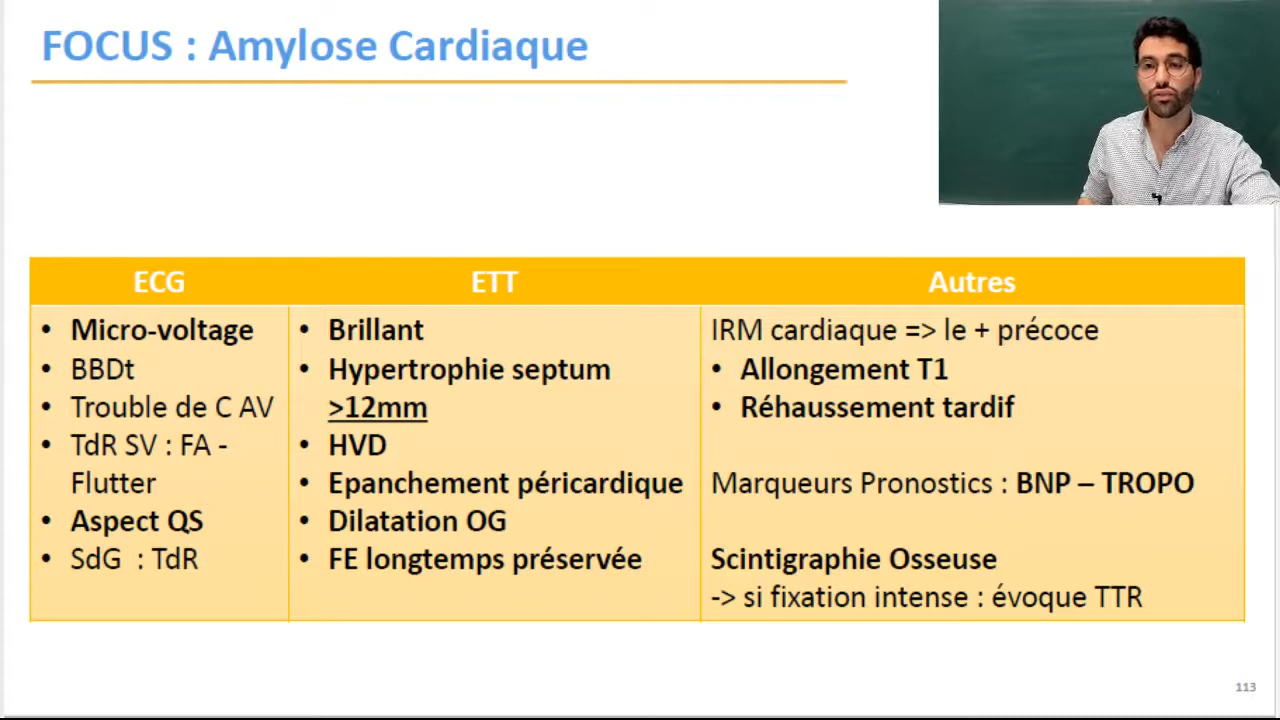 FOCUS : Amylose Cardiaque
ECG
• Micro-voltage
• BBDt
• Trouble de C AV
• TdR SV : FA -
Flutter
• Aspect QS
• SdG : TdR
ETT
• Brillant
• Hypertrophie septum
>12mm
• HVD
• Epanchement péricardique
• Dilatation OG
• FE longtemps préservée
Autres
IRM cardiaque => le + précoce
• Allongement T1
• Réhaussement tardif
Marqueurs Pronostics : BNP – TROPO
Scintigraphie Osseuse
-> si fixation intense : évoque TTR
113